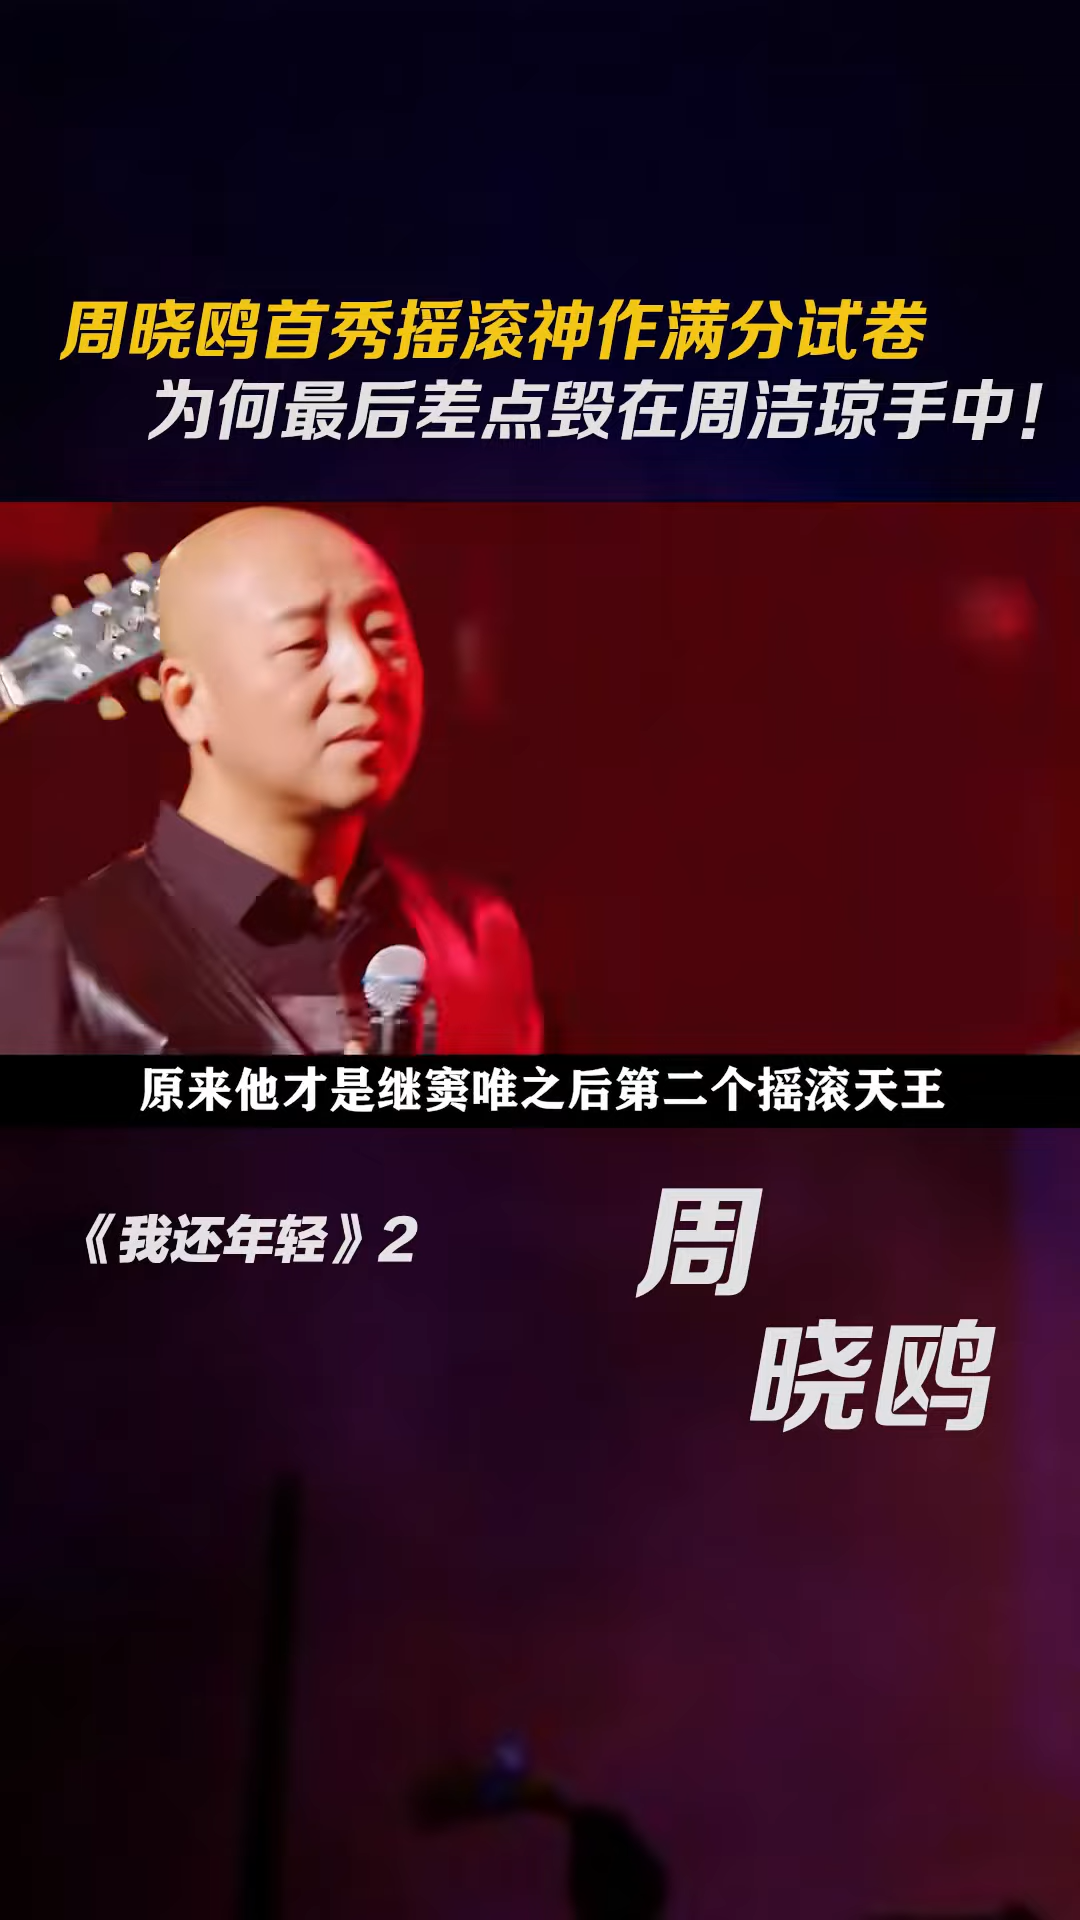 周晓鸥首秀摇滚神作满分试卷
为何最后差点毁在周洁琼手中!
原来他才是继窦唯之后第二个摇滚天王
《我还年轻》2
周
晓鸥